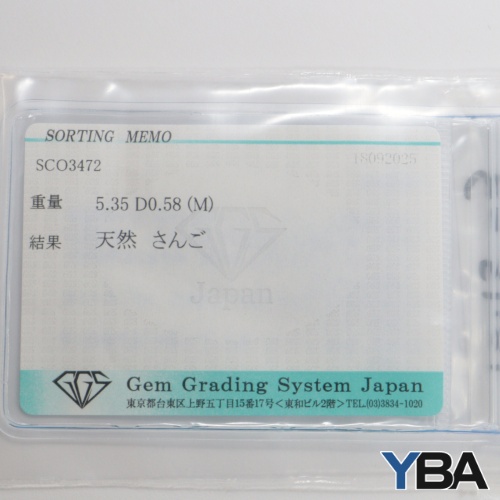 SORTING MEMO
SCO3472
18092025
重量 5.35 D0.58 (M)
結果 天然 さんご
Japan
GGS
Gem Grading System Japan
東京都台東区上野五丁目15番17号<東和ビル2階>TEL.(03)3834-1020
YBA